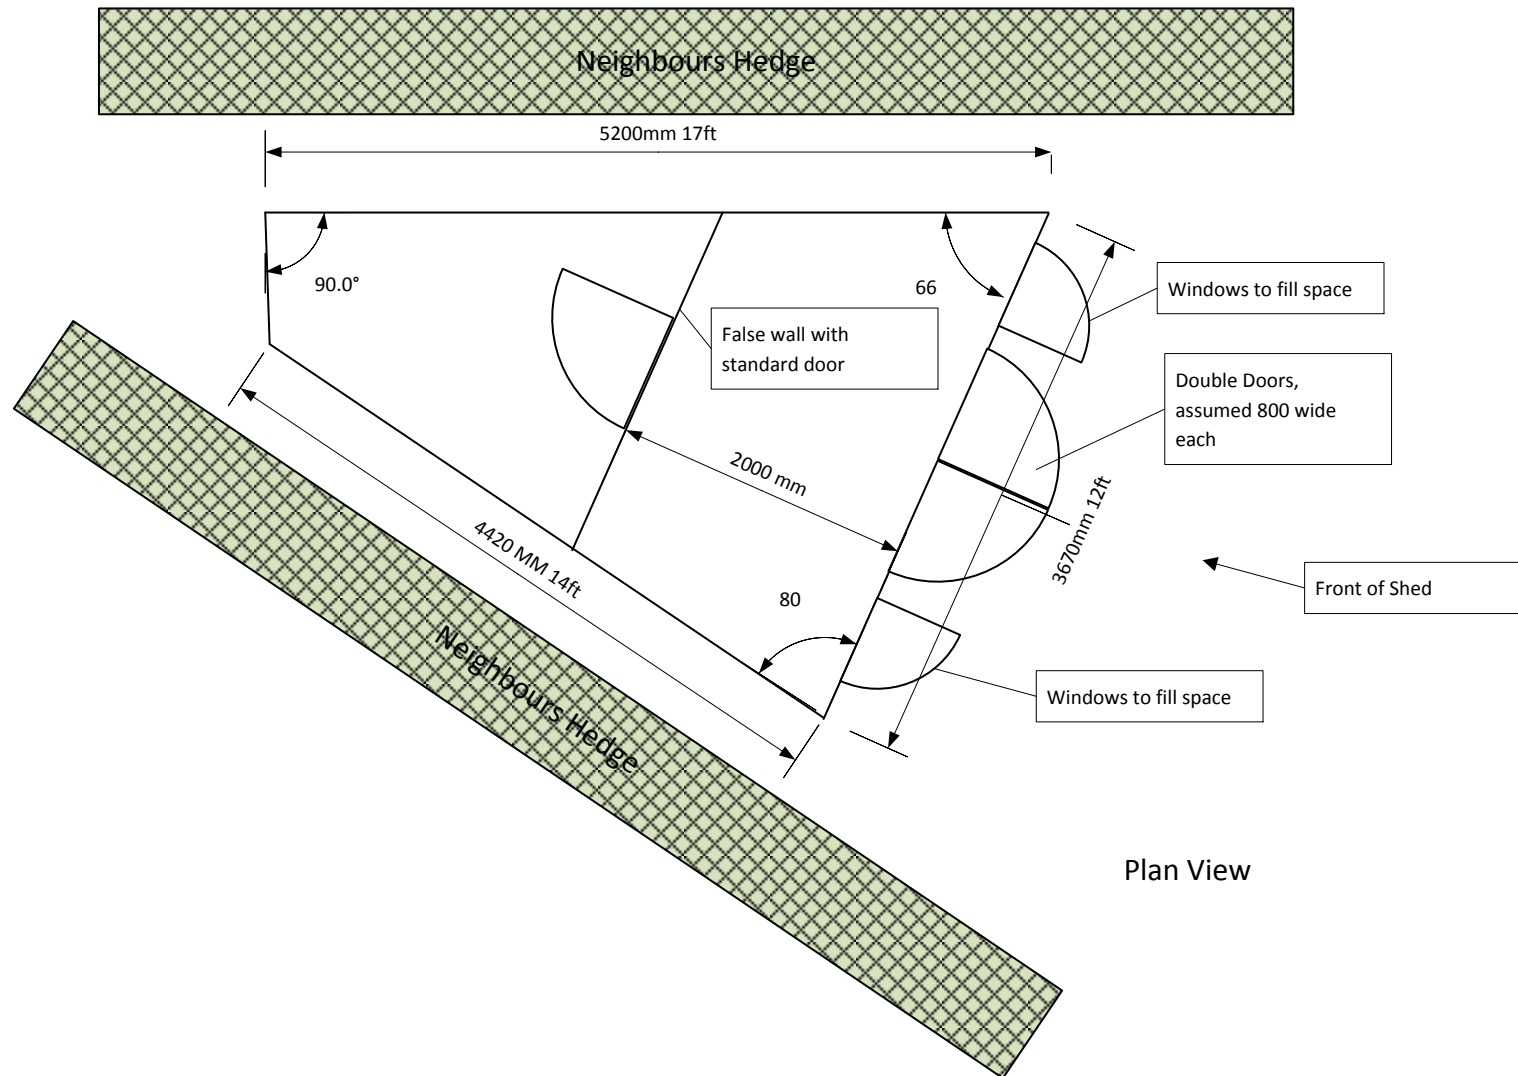 Neighbours Hedge
5200mm 17ft
90.0°
66
Windows to fill space
False wall with
standard door
Double Doors,
assumed 800 wide
each
2000 mm
3670mm 12ft
4420 MM 14ft
80
Front of Shed
Neighbours Hedge
Windows to fill space
Plan View